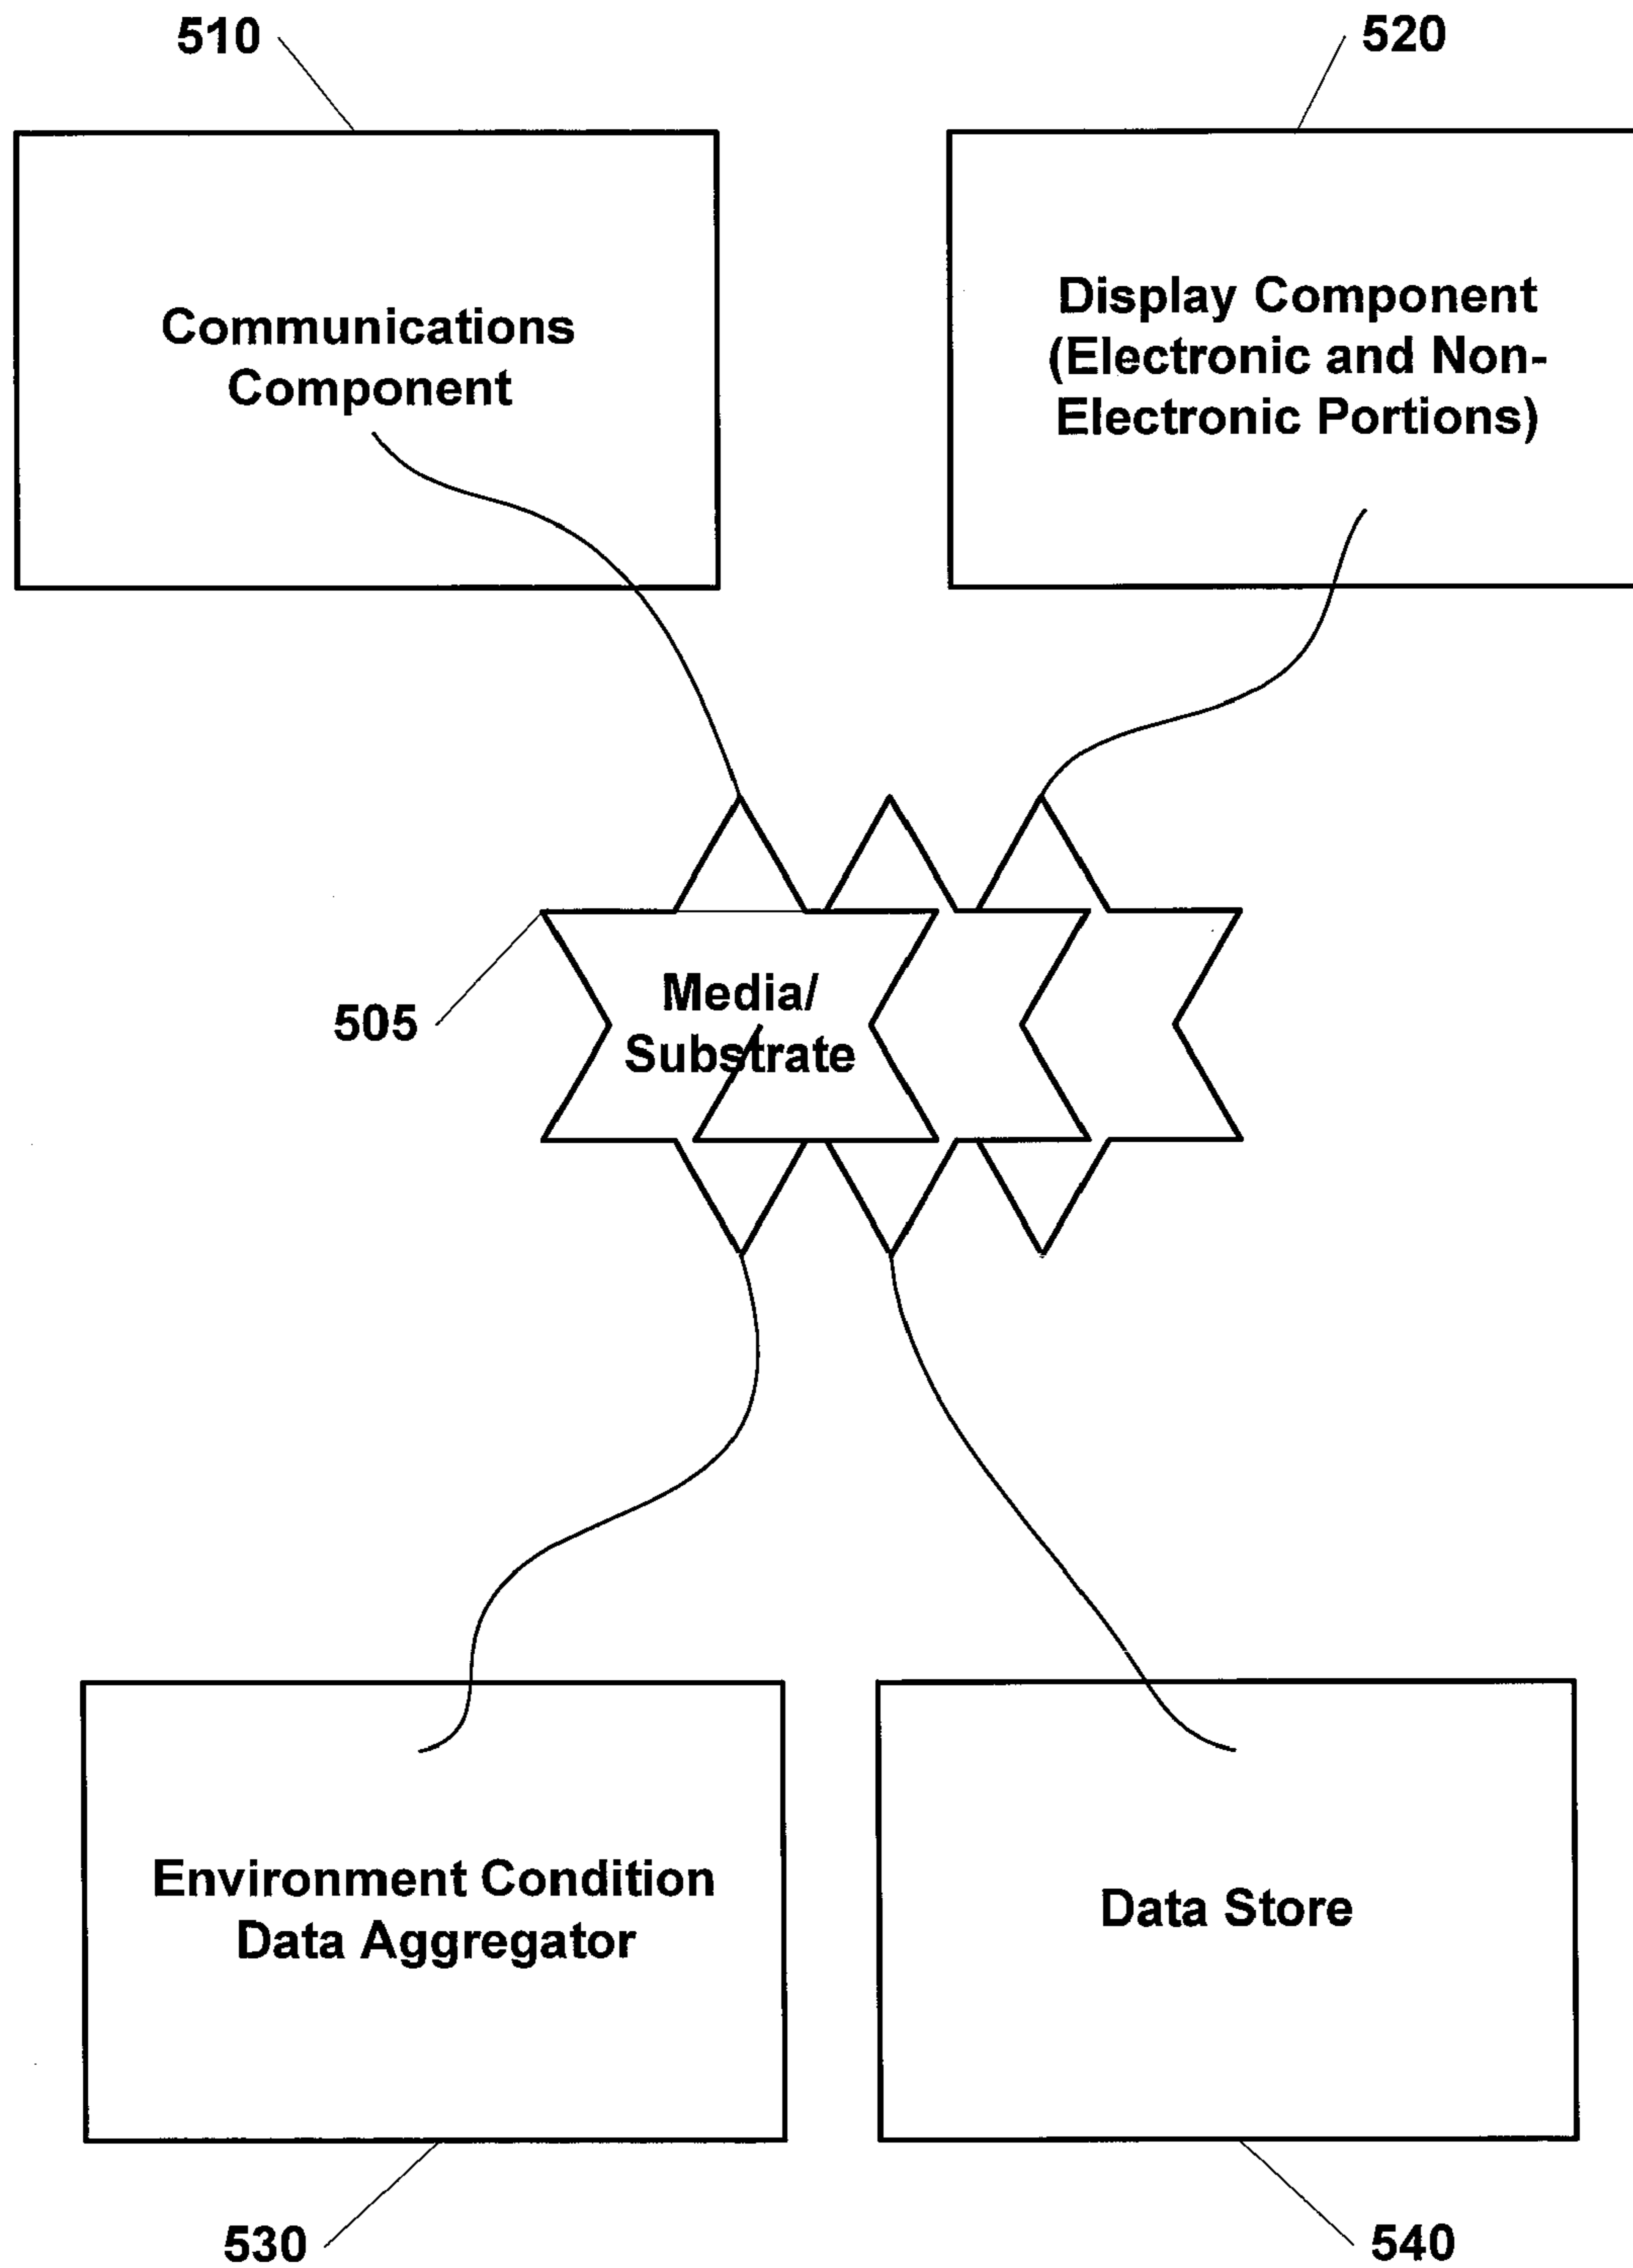 510
520
Communications
Component
Display Component
(Electronic and Non-
Electronic Portions)
505
Media/
Substrate
Environment Condition
Data Aggregator
Data Store
530
540